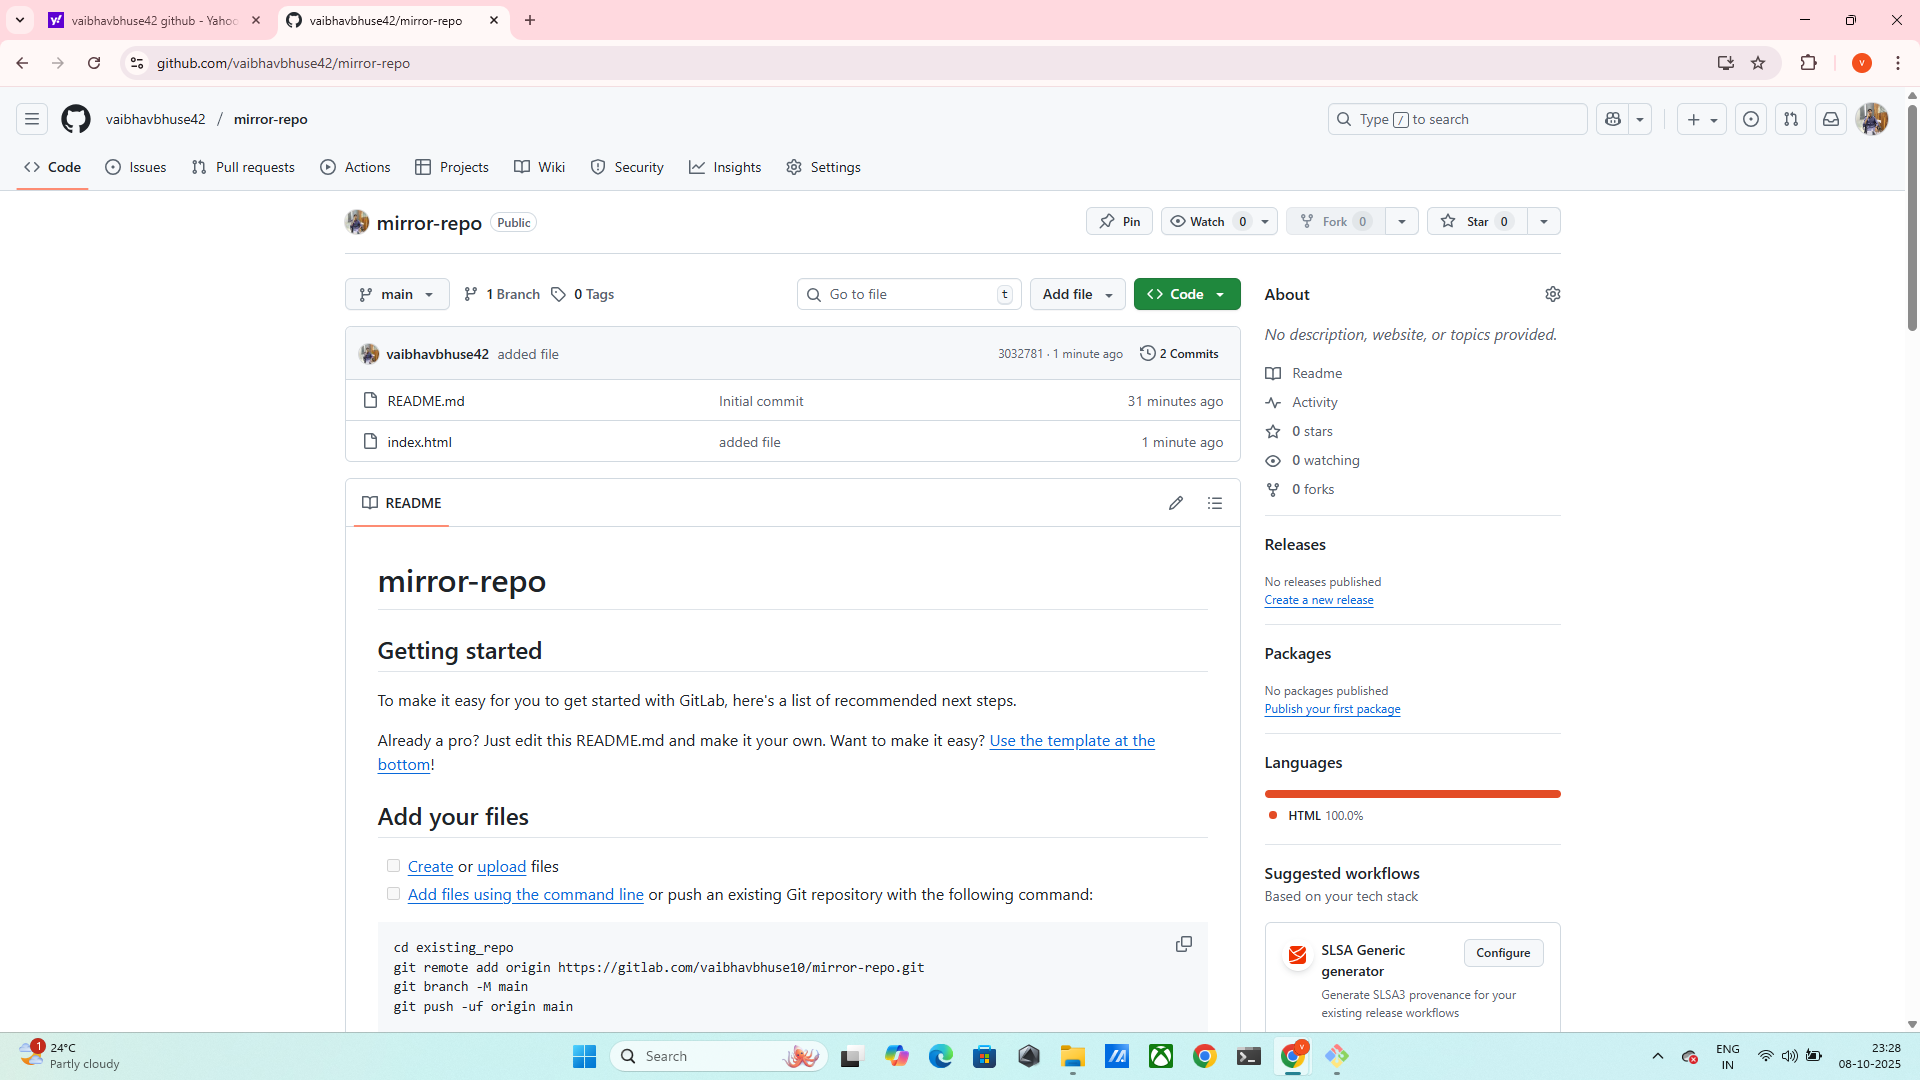 vaibhavbhuse42 github - Yahoo
vaibhavbhuse42/mirror-repo
github.com/vaibhavbhuse42/mirror-repo
V
vaibhavbhuse42 / mirror-repo
Type / to search
Code
Issues
Pull requests
Actions
Projects
Wiki
Security
Insights
Settings
mirror-repo
Public
Pin
Watch 0
Fork 0
Star 0
main
1 Branch
0 Tags
Go to file
t
Add file
Code
vaibhavbhuse42 added file
3032781 · 1 minute ago
2 Commits
README.md
Initial commit
31 minutes ago
index.html
added file
1 minute ago
README
mirror-repo
Getting started
To make it easy for you to get started with GitLab, here's a list of recommended next steps.
Already a pro? Just edit this README.md and make it your own. Want to make it easy? Use the template at the
bottom!
Add your files
Create or upload files
Add files using the command line or push an existing Git repository with the following command:
cd existing_repo
git remote add origin https://gitlab.com/vaibhavbhuse10/mirror-repo.git
git branch -M main
git push -uf origin main
About
No description, website, or topics provided.
Readme
Activity
0 stars
0 watching
0 forks
Releases
No releases published
Create a new release
Packages
No packages published
Publish your first package
Languages
HTML 100.0%
Suggested workflows
Based on your tech stack
SLSA Generic
generator
Configure
Generate SLSA3 provenance for your
existing release workflows
1
24°C
Partly cloudy
Search
V
ENG
IN
23:28
08-10-2025